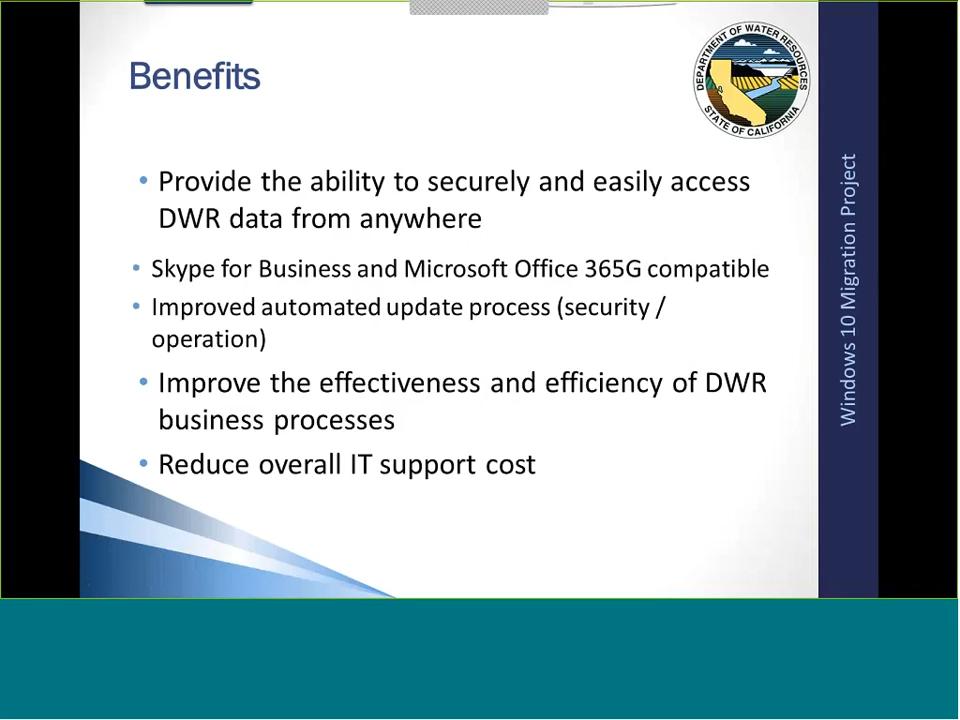 Benefits
DEPARTMENT OF WATER RESOURCES
STATE OF CALIFORNIA
• Provide the ability to securely and easily access
DWR data from anywhere
• Skype for Business and Microsoft Office 365G compatible
• Improved automated update process (security /
operation)
• Improve the effectiveness and efficiency of DWR
business processes
• Reduce overall IT support cost
Windows 10 Migration Project